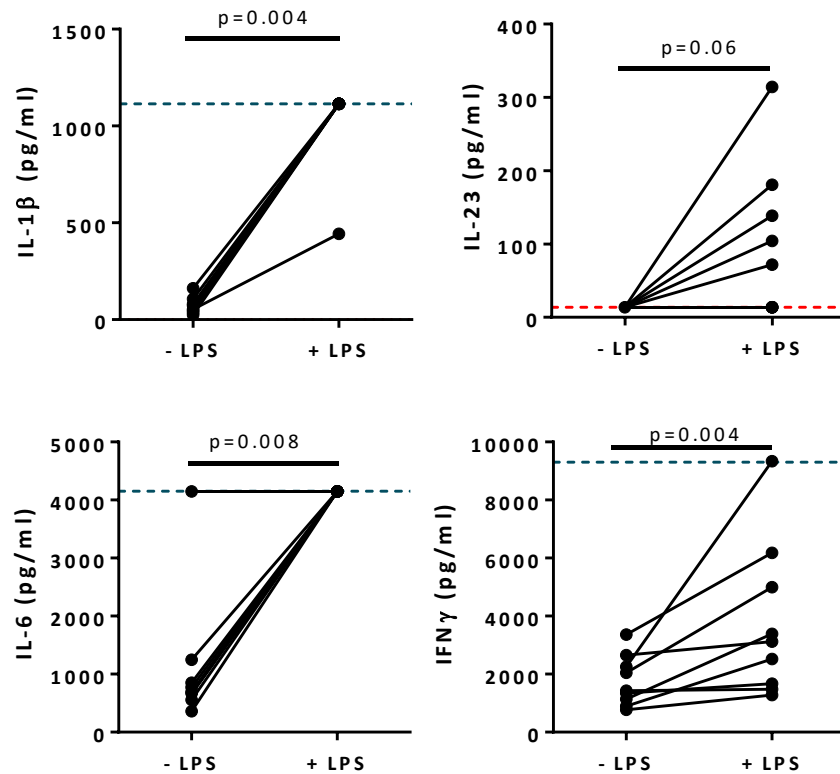 p=0.004
IL-1β (pg/ml)
1500
1000
500
0
- LPS
+ LPS
p=0.06
IL-23 (pg/ml)
400
300
200
100
0
- LPS
+ LPS
p=0.008
IL-6 (pg/ml)
5000
4000
3000
2000
1000
0
- LPS
+ LPS
p=0.004
IFNγ (pg/ml)
10000
8000
6000
4000
2000
0
- LPS
+ LPS